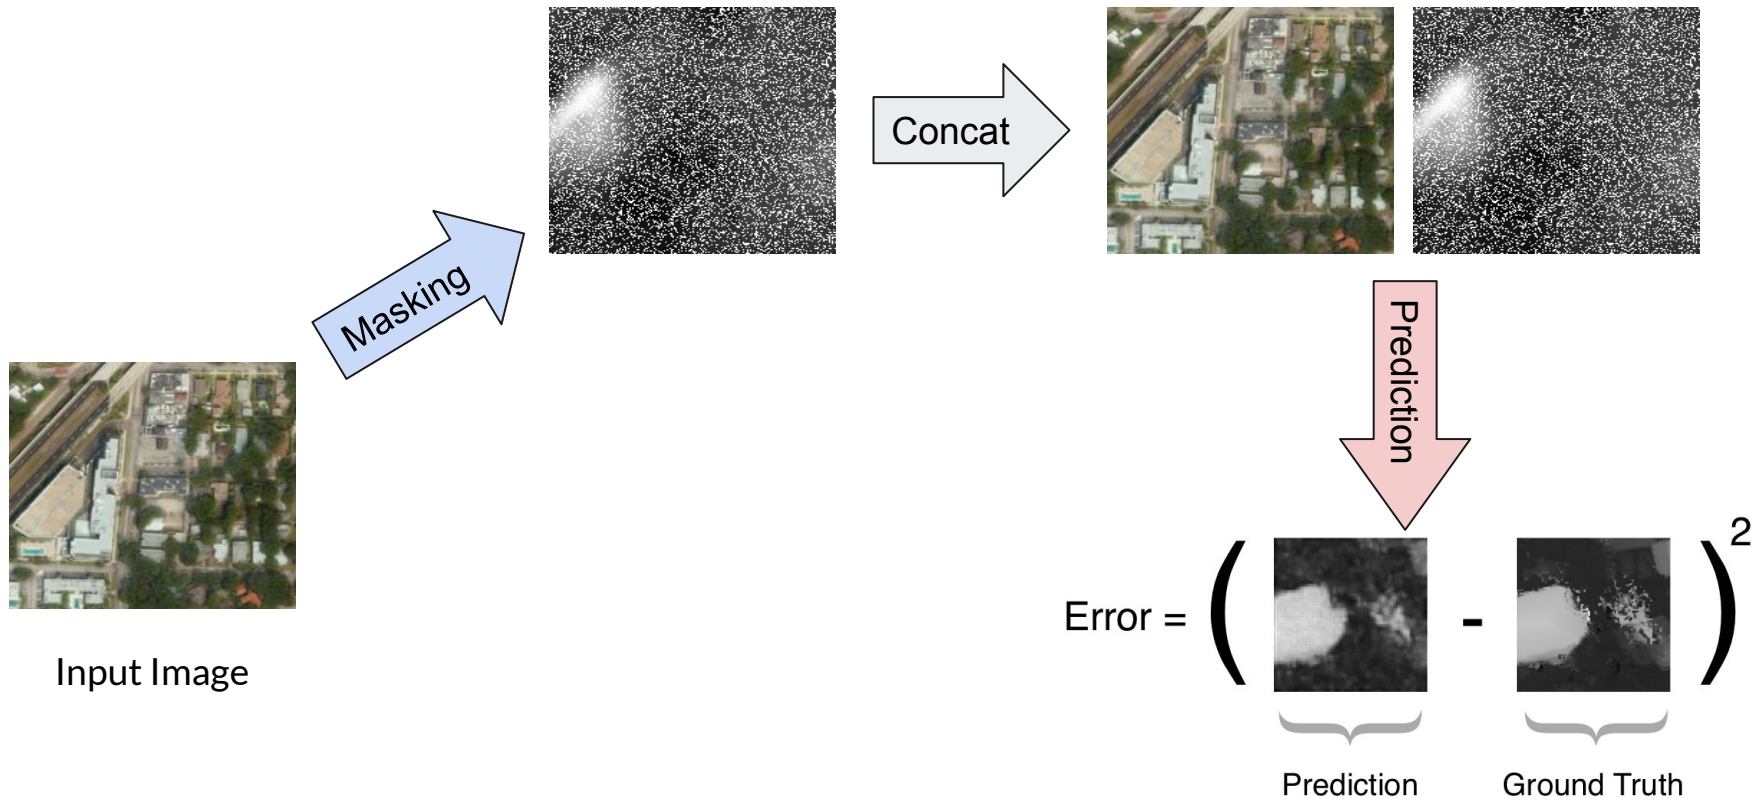 Concat
Masking
Prediction
Input Image
Error = ( - )2
Prediction
Ground Truth